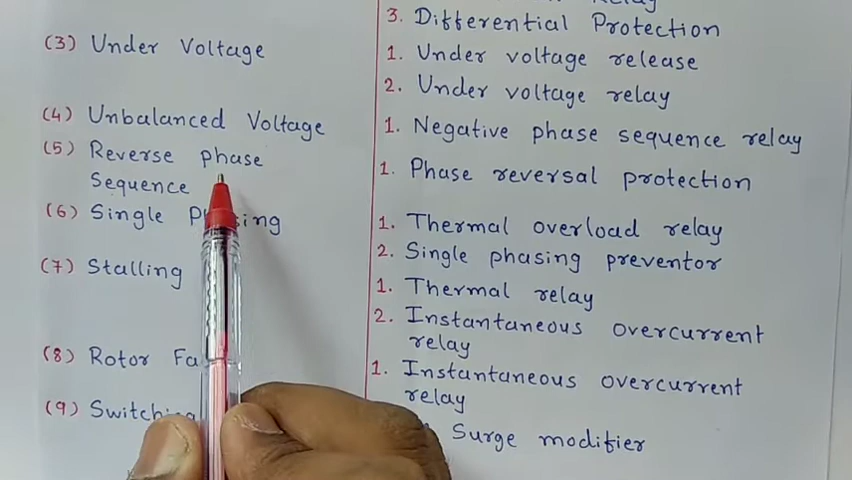 3. Differential Protection
(3) Under Voltage
1. Under voltage release
2. Under voltage relay
(4) Unbalanced Voltage
1. Negative phase sequence relay
(5) Reverse phase
Sequence
1. Phase reversal protection
(6) Single
1. Thermal overload relay
2. Single phasing preventor
(7) Stalling
1. Thermal relay
2. Instantaneous overcurrent
relay
(8) Rotor
1. Instantaneous overcurrent
relay
(9) Switching
Surge modifier